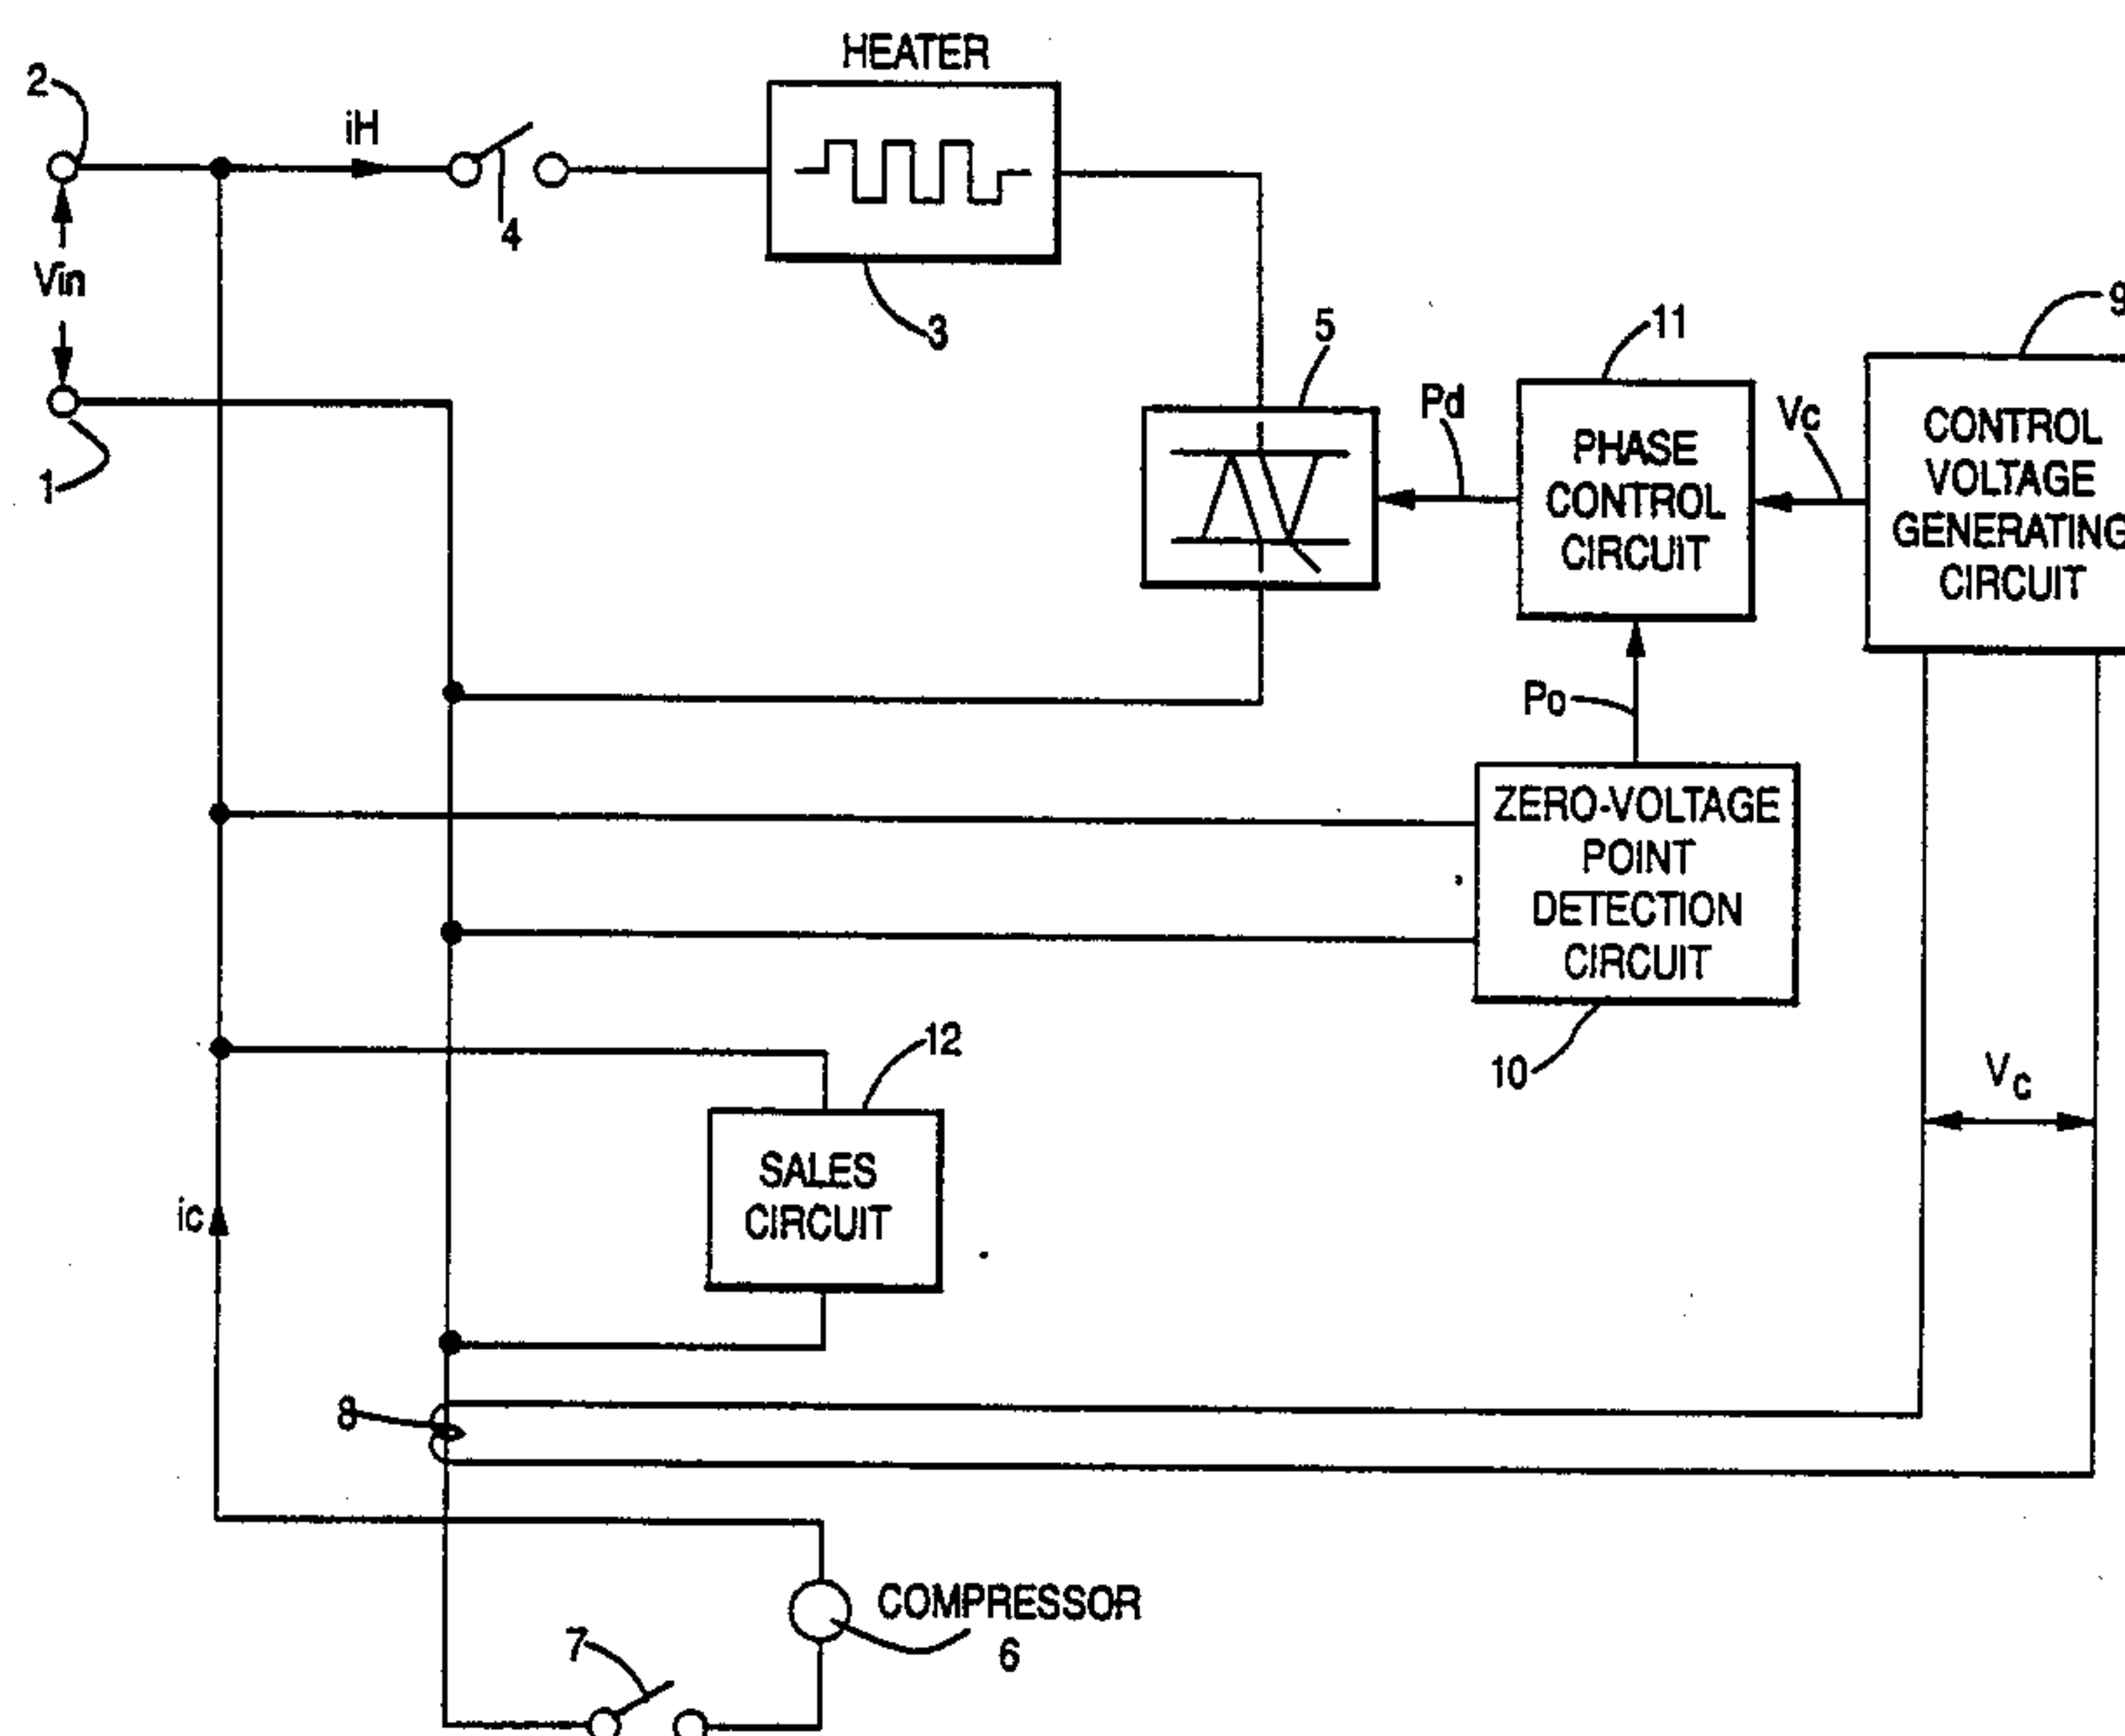 HEATER
2
iH
4
Vin
3
1
5
11
9
Pd
Vc
PHASE
CONTROL
CIRCUIT
CONTROL
VOLTAGE
GENERATING
CIRCUIT
Po
ZERO-VOLTAGE
POINT
DETECTION
CIRCUIT
10
12
Vc
SALES
CIRCUIT
ic
8
COMPRESSOR
6
7